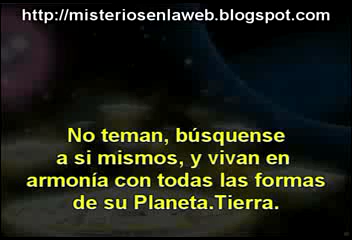 http://misteriosenlaweb.blogspot.com
No teman, búsquense
a si mismos, y vivan en
armonía con todas las formas
de su Planeta.Tierra.